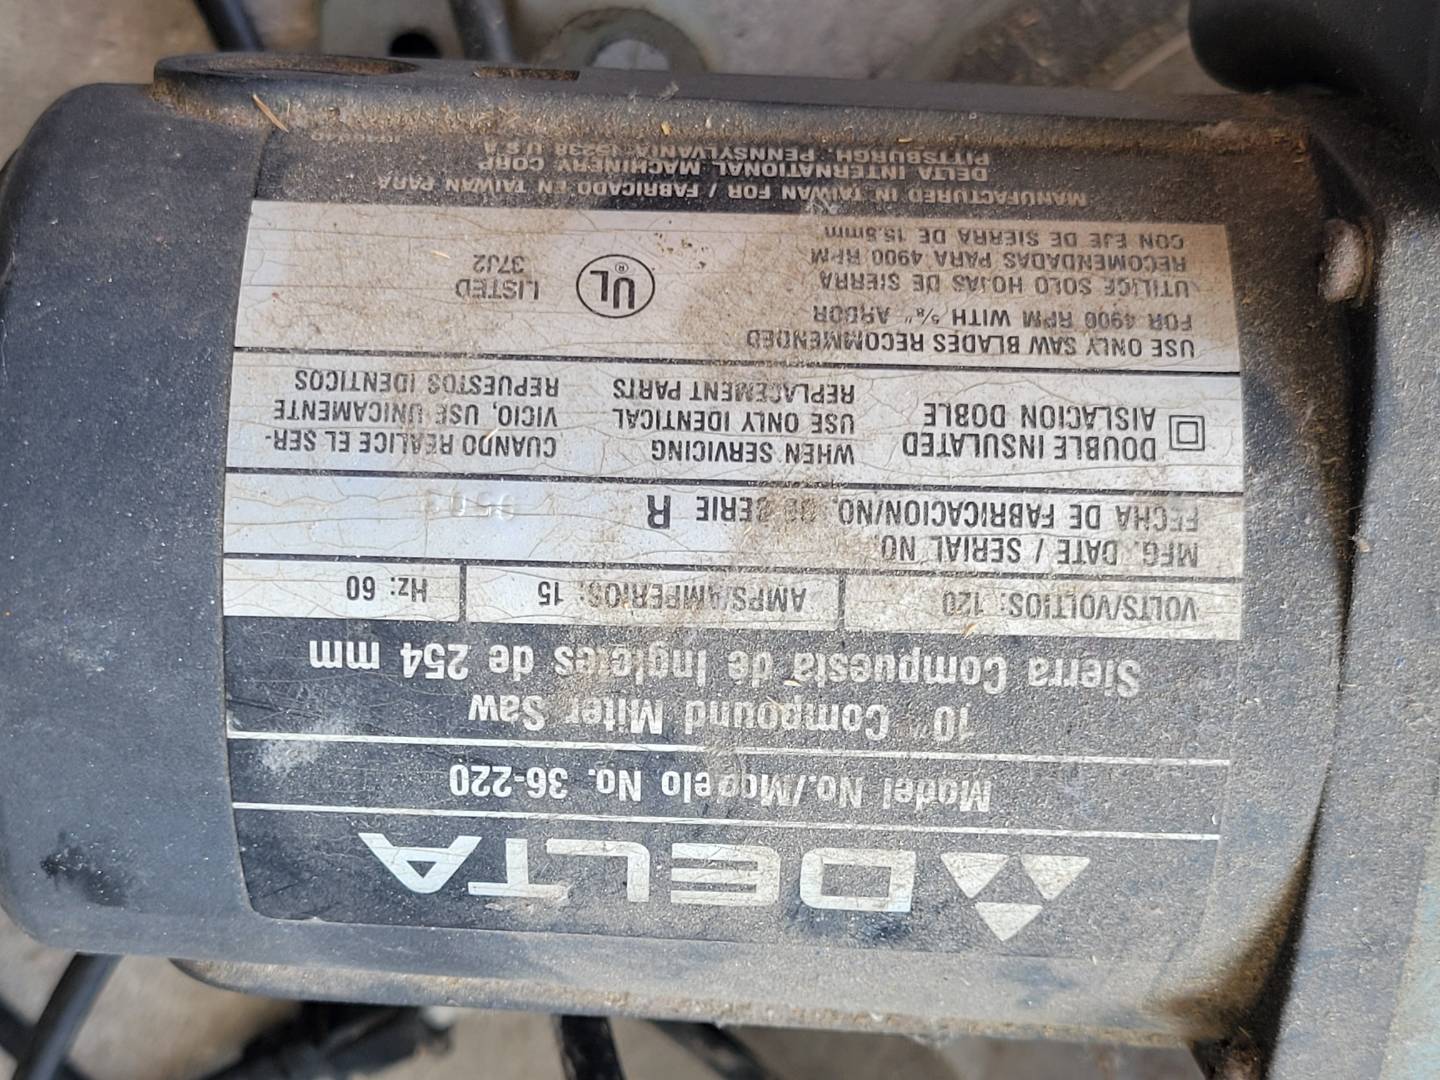 DELTA
Model No./Modelo No. 36-220
10" Compound Miter Saw
Sierra Compuesta de Ingletes de 254 mm
VOLTS/VOLTIOS: 120 AMPS/AMPERIOS: 15 Hz: 60
MFG. DATE / SERIAL NO.
FECHA DE FABRICACION/NO. DE SERIE R
DOUBLE INSULATED
AISLACION DOBLE
WHEN SERVICING
USE ONLY IDENTICAL
REPLACEMENT PARTS
CUANDO REALICE EL SER-
VICIO, USE UNICAMENTE
REPUESTOS IDENTICOS
USE ONLY SAW BLADES RECOMMENDED
FOR 4900 RPM WITH 5/8" ARBOR
UTILICE SOLO HOJAS DE SIERRA
RECOMENDADAS PARA 4900 RPM
CON EJE DE SIERRA DE 15.8mm
UL ®
LISTED
37J2
MANUFACTURED IN TAIWAN FOR / FABRICADO EN TAIWAN PARA
DELTA INTERNATIONAL MACHINERY CORP
PITTSBURGH, PENNSYLVANIA 15238 U S A